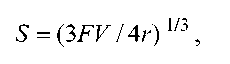 S = (3FV / 4r)^{1/3},